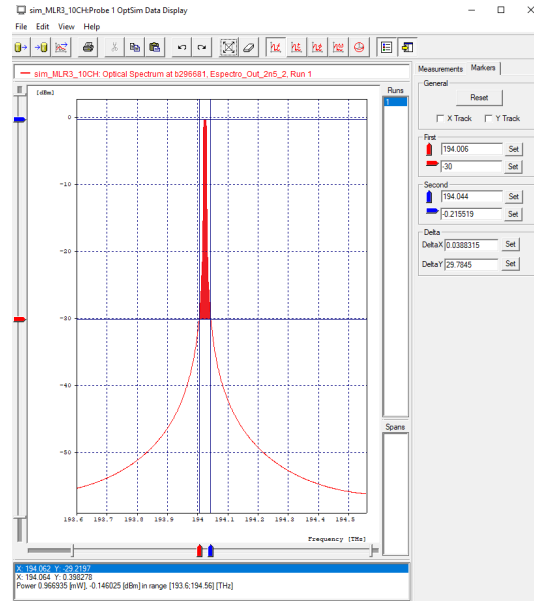 sim_MLR3_10CH:Probe 1 OptSim Data Display
File Edit View Help
sim_MLR3_10CH: Optical Spectrum at b296681, Espectro_Out_2n5_2, Run 1
Measurements Markers
General
Reset
X Track Y Track
First
194.006 Set
-30 Set
Second
194.044 Set
-0.215519 Set
Delta
DeltaX 0.0388315 Set
DeltaY 29.7845 Set
Runs
1
Spans
[dBm]
0
-10
-20
-30
-40
-50
193.6 193.7 193.8 193.9 194 194.1 194.2 194.3 194.4 194.5
Frequency [THz]
X: 194.062 Y: -29.2197
X: 194.064 Y: 0.398278
Power 0.966935 [mW], -0.146025 [dBm] in range [193.6;194.56] [THz]